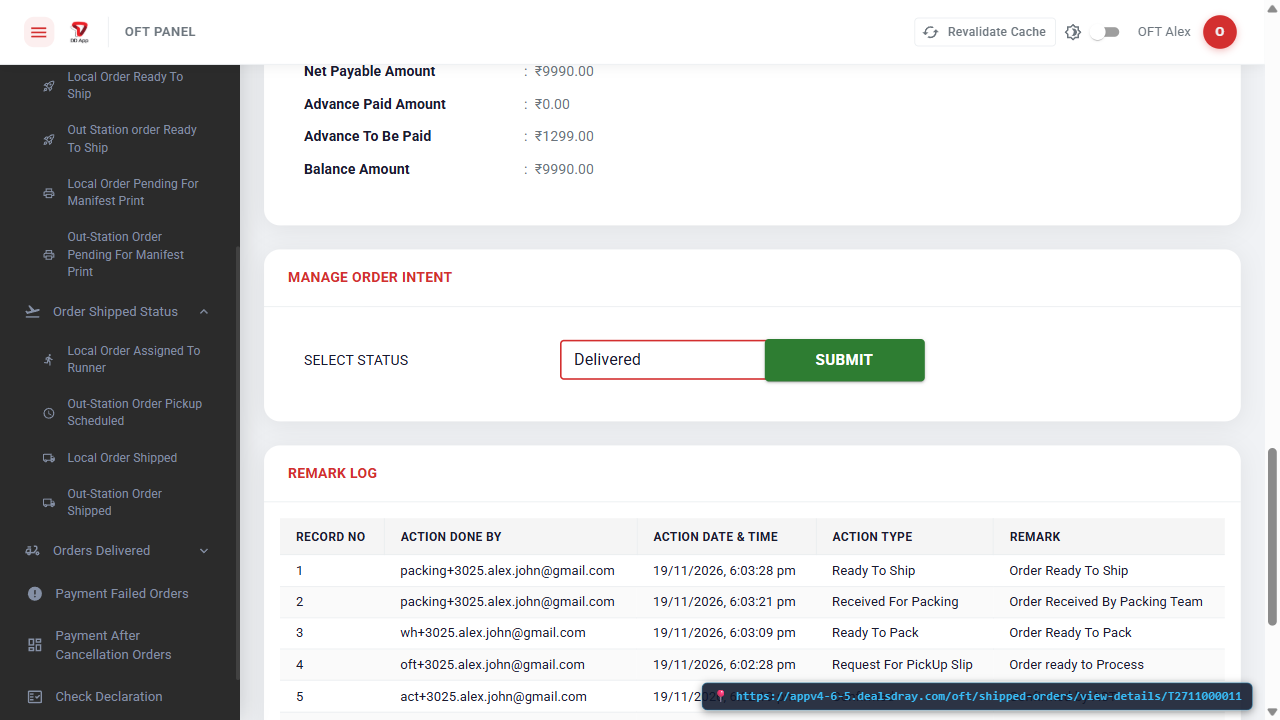 DD App
OFT PANEL
Revalidate Cache
OFT Alex
O
Local Order Ready To
Ship
Out Station order Ready
To Ship
Local Order Pending For
Manifest Print
Out-Station Order
Pending For Manifest
Print
Order Shipped Status
Local Order Assigned To
Runner
Out-Station Order Pickup
Scheduled
Local Order Shipped
Out-Station Order
Shipped
Orders Delivered
Payment Failed Orders
Payment After
Cancellation Orders
Check Declaration
Net Payable Amount : ₹9990.00
Advance Paid Amount : ₹0.00
Advance To Be Paid : ₹1299.00
Balance Amount : ₹9990.00
MANAGE ORDER INTENT
SELECT STATUS Delivered SUBMIT
REMARK LOG
RECORD NO ACTION DONE BY ACTION DATE & TIME ACTION TYPE REMARK
1 packing+3025.alex.john@gmail.com 19/11/2026, 6:03:28 pm Ready To Ship Order Ready To Ship
2 packing+3025.alex.john@gmail.com 19/11/2026, 6:03:21 pm Received For Packing Order Received By Packing Team
3 wh+3025.alex.john@gmail.com 19/11/2026, 6:03:09 pm Ready To Pack Order Ready To Pack
4 oft+3025.alex.john@gmail.com 19/11/2026, 6:02:28 pm Request For PickUp Slip Order ready to Process
5 act+3025.alex.john@gmail.com
https://appv4-6-5.dealsdray.com/oft/shipped-orders/view-details/T2711000011